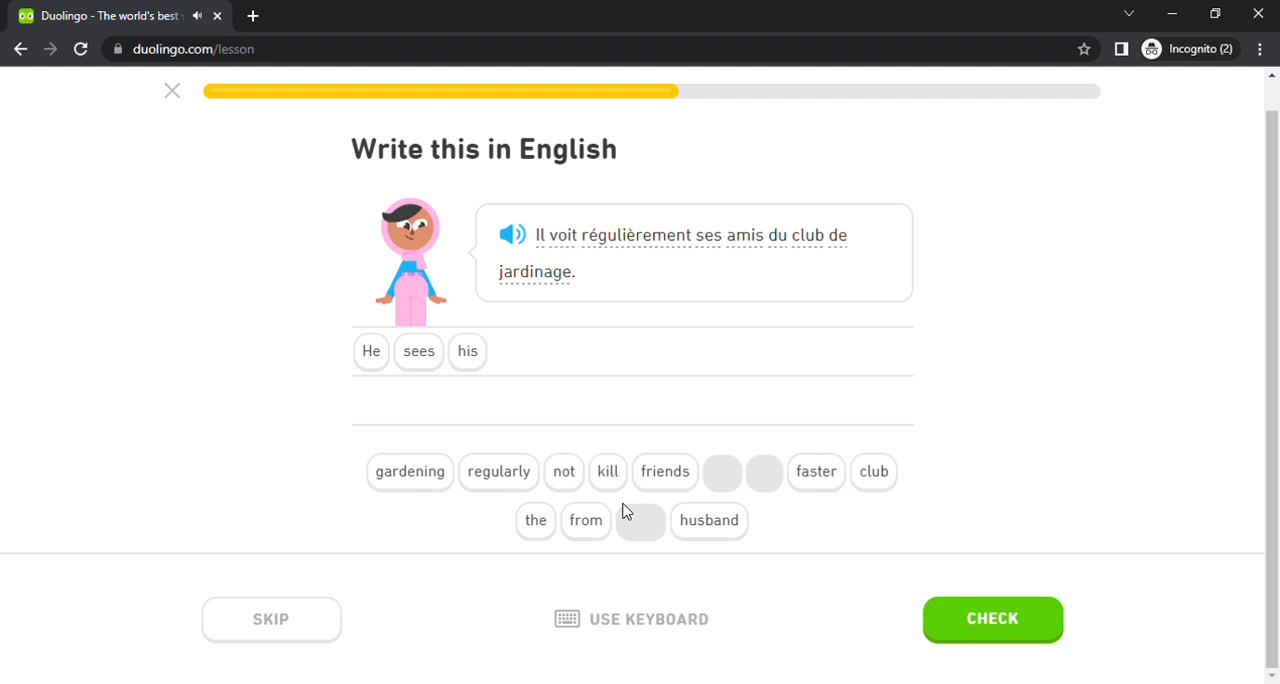 Duolingo - The world's best
duolingo.com/lesson
Incognito (2)
Write this in English
Il voit régulièrement ses amis du club de
jardinage.
He sees his
gardening regularly not kill friends faster club
the from husband
SKIP USE KEYBOARD CHECK